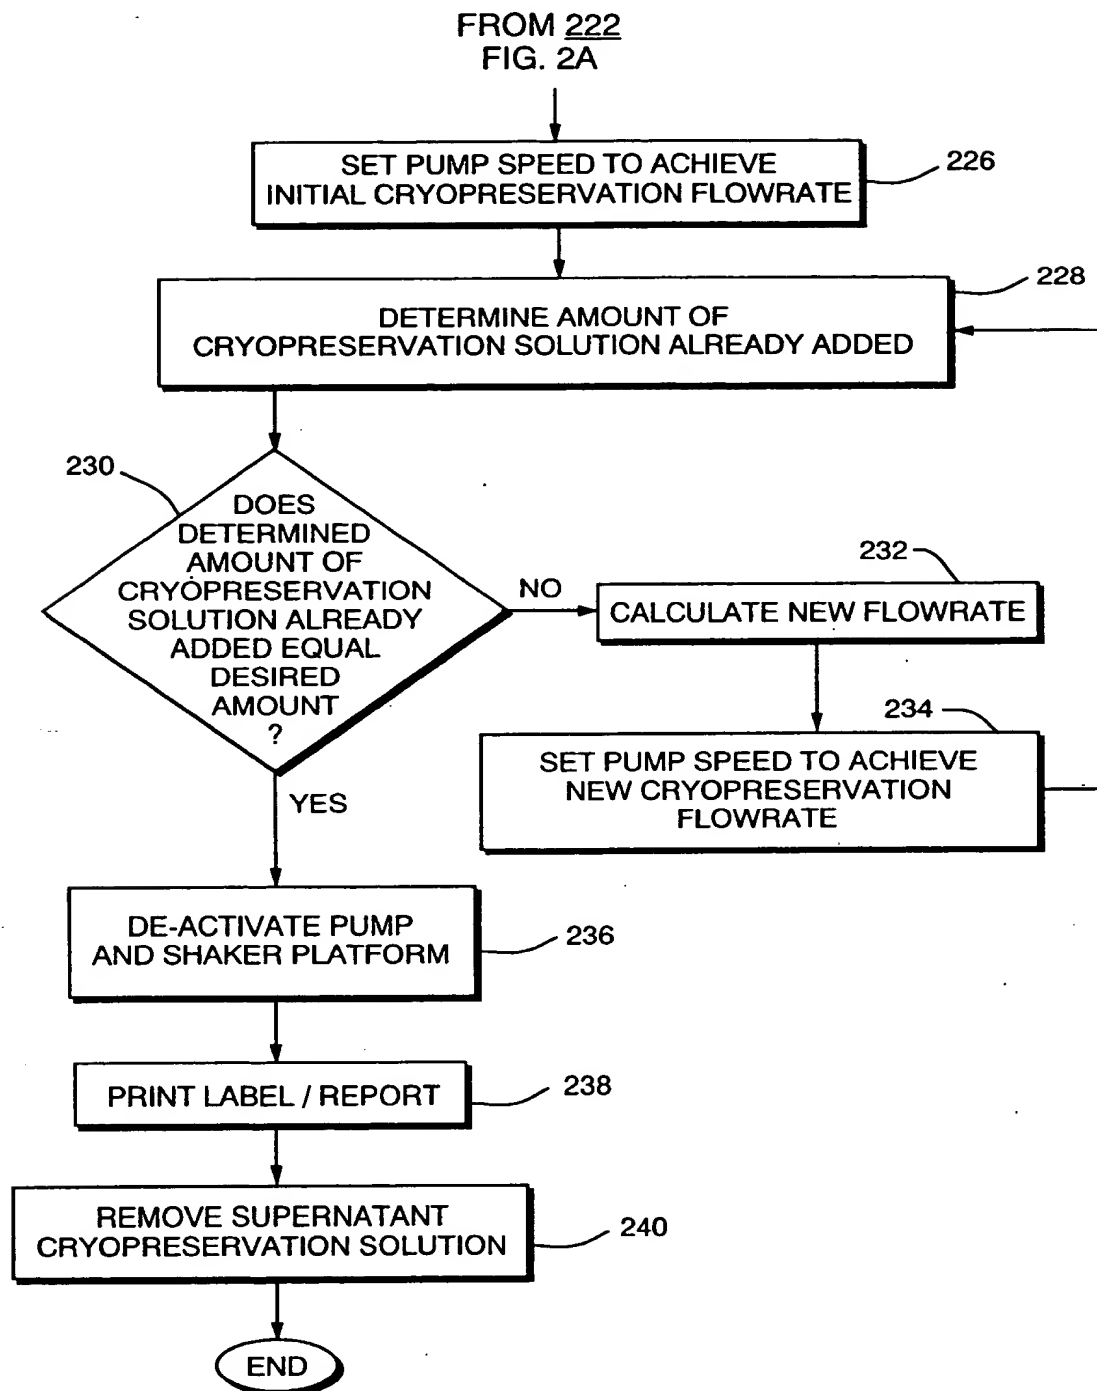 FROM 222
FIG. 2A
SET PUMP SPEED TO ACHIEVE
INITIAL CRYOPRESERVATION FLOWRATE
226
DETERMINE AMOUNT OF
CRYOPRESERVATION SOLUTION ALREADY ADDED
228
230
DOES
DETERMINED
AMOUNT OF
CRYOPRESERVATION
SOLUTION ALREADY
ADDED EQUAL
DESIRED
AMOUNT
?
NO
232
CALCULATE NEW FLOWRATE
234
SET PUMP SPEED TO ACHIEVE
NEW CRYOPRESERVATION
FLOWRATE
YES
DE-ACTIVATE PUMP
AND SHAKER PLATFORM
236
PRINT LABEL / REPORT
238
REMOVE SUPERNATANT
CRYOPRESERVATION SOLUTION
240
END